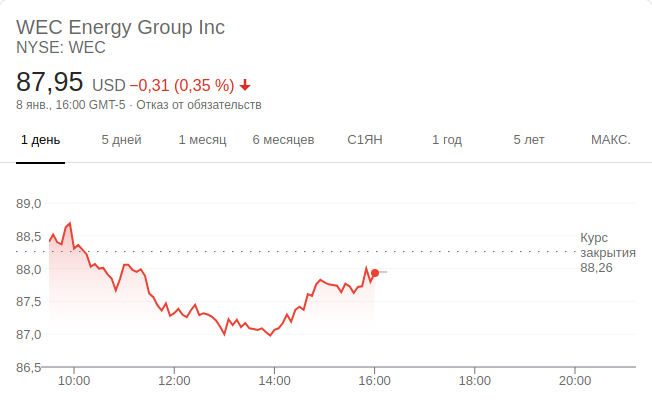 WEC Energy Group Inc
NYSE: WEC
87,95 USD −0,31 (0,35 %)
8 янв., 16:00 GMT-5 · Отказ от обязательств
1 день 5 дней 1 месяц 6 месяцев С1ЯН 1 год 5 лет МАКС.
89,0
88,5
88,0
87,5
87,0
86,5
Курс
закрытия
88,26
10:00 12:00 14:00 16:00 18:00 20:00